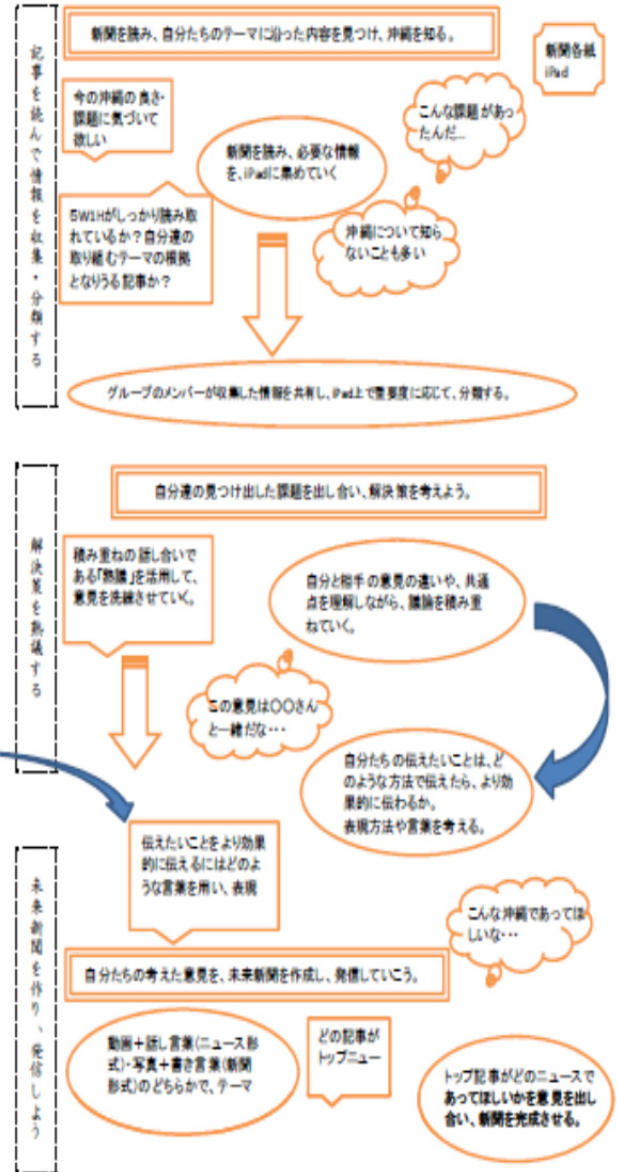 記事を読んで情報を収集・分類する
新聞を読み、自分たちのテーマに沿った内容を見つけ、沖縄を知る。
新聞各紙
iPad
今の沖縄の良さ・
課題に気づいて
欲しい
新聞を読み、必要な情報
を、iPadに集めていく
こんな課題があっ
たんだ…
5W1Hがしっかり読み取
れているか？自分達の
取り組むテーマの根拠
となりうる記事か？
沖縄について知ら
ないことも多い
グループのメンバーが収集した情報を共有し、iPad上で重要度に応じて、分類する。
解決策を熟議する
自分達の見つけ出した課題を出し合い、解決策を考えよう。
積み重ねの話し合いで
ある「熟議」を活用して、
意見を洗練させていく。
自分と相手の意見の違いや、共通
点を理解しながら、議論を積み重
ねていく。
この意見は〇〇さん
と一緒だな・・・
自分たちの伝えたいことは、ど
のような方法で伝えたら、より効
果的に伝わるか。
表現方法や言葉を考える。
未来新聞を作り、発信しよう
伝えたいことをより効果
的に伝えるにはどのよ
うな言葉を用い、表現
こんな沖縄であってほ
しいな・・・
自分たちの考えた意見を、未来新聞を作成し、発信していこう。
動画＋話し言葉(ニュース形
式)・写真＋書き言葉(新聞
形式)のどちらかで、テーマ
どの記事が
トップニュー
トップ記事がどのニュースで
あってほしいかを意見を出し
合い、新聞を完成させる。